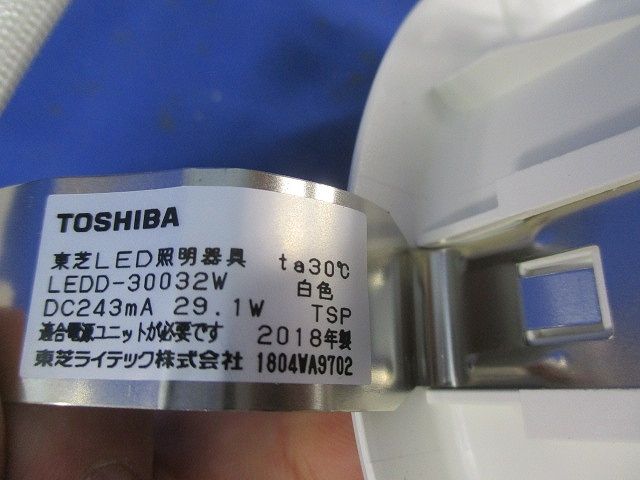 TOSHIBA
東芝LED照明器具 ta30℃
LEDD-30032W 白色
DC243mA 29.1W TSP
適合電源ユニットが必要です 2018年製
東芝ライテック株式会社 1804WA9702